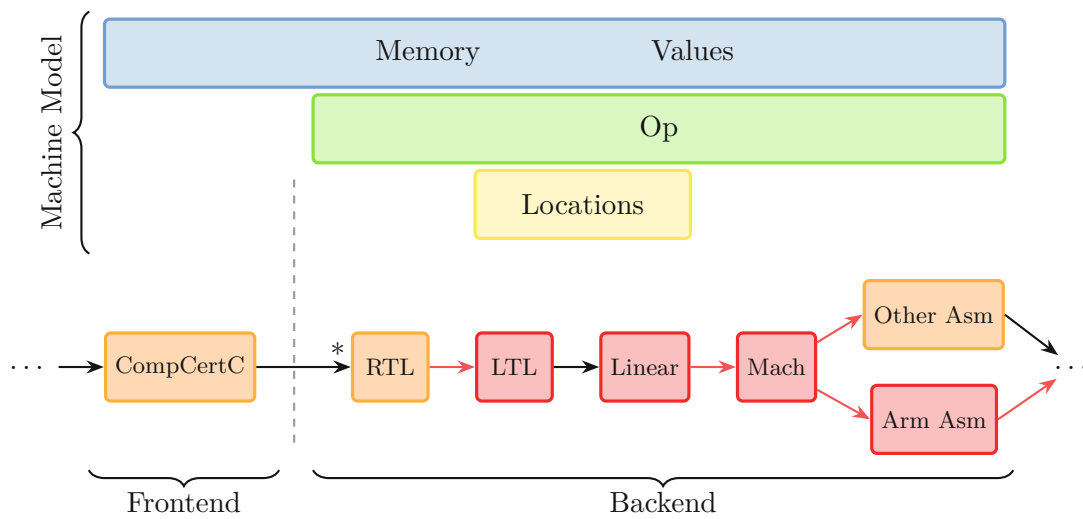 Machine Model
Memory Values
Op
Locations
Other Asm
... CompCertC * RTL LTL Linear Mach ...
Arm Asm
Frontend Backend